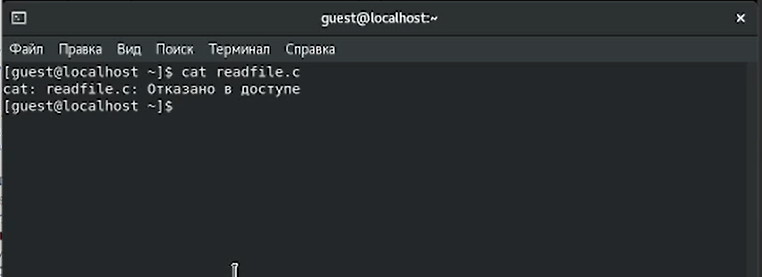 guest@localhost:~
Файл Правка Вид Поиск Терминал Справка
[guest@localhost ~]$ cat readfile.c
cat: readfile.c: Отказано в доступе
[guest@localhost ~]$